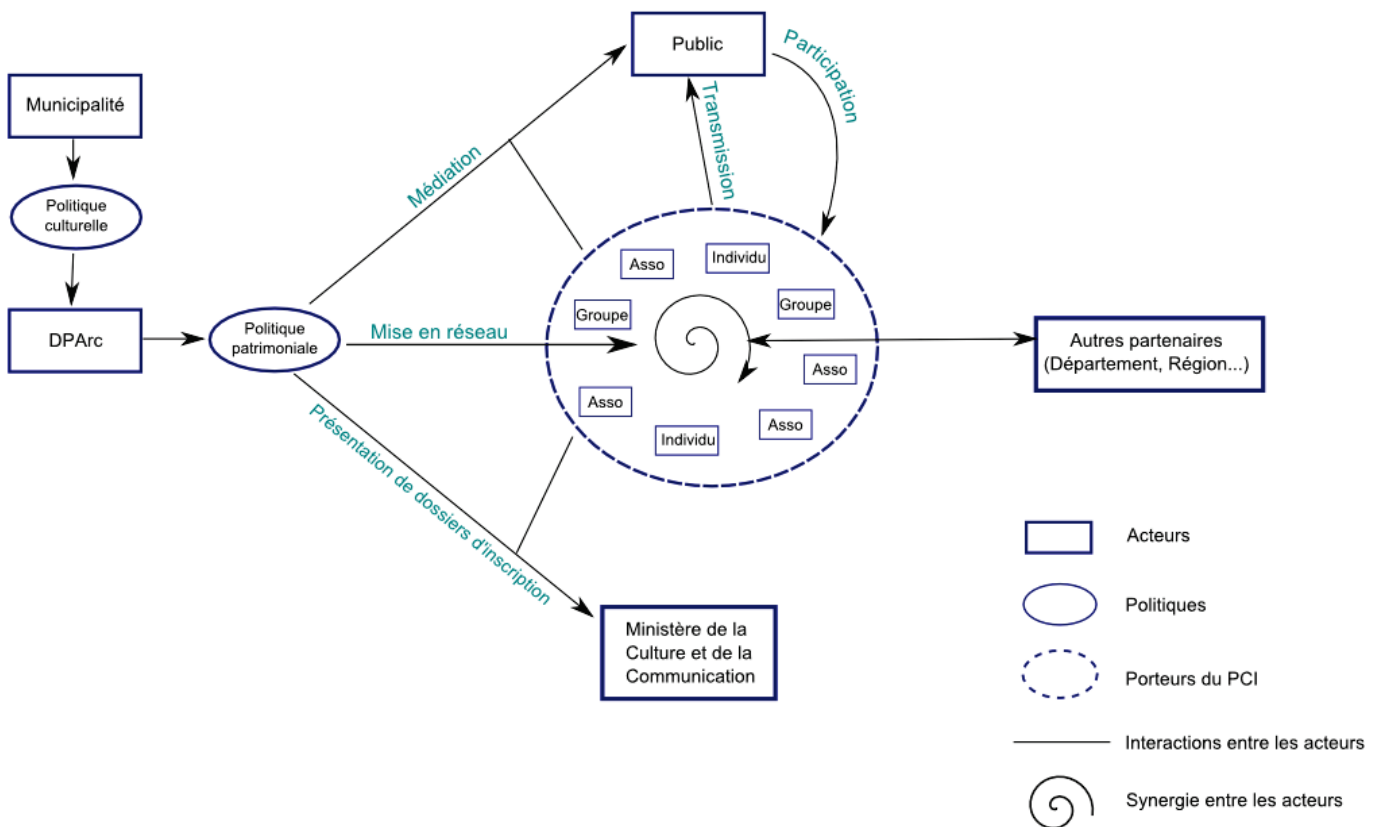 Public
Participation
Municipalité
Transmission
Médiation
Politique
culturelle
Asso
Individu
Groupe
Groupe
DPArc
Politique
patrimoniale
Mise en réseau
Autres partenaires
(Département, Région...)
Asso
Asso
Asso
Individu
Présentation de dossiers d'inscription
Acteurs
Politiques
Ministère de la
Culture et de la
Communication
Porteurs du PCI
Interactions entre les acteurs
Synergie entre les acteurs